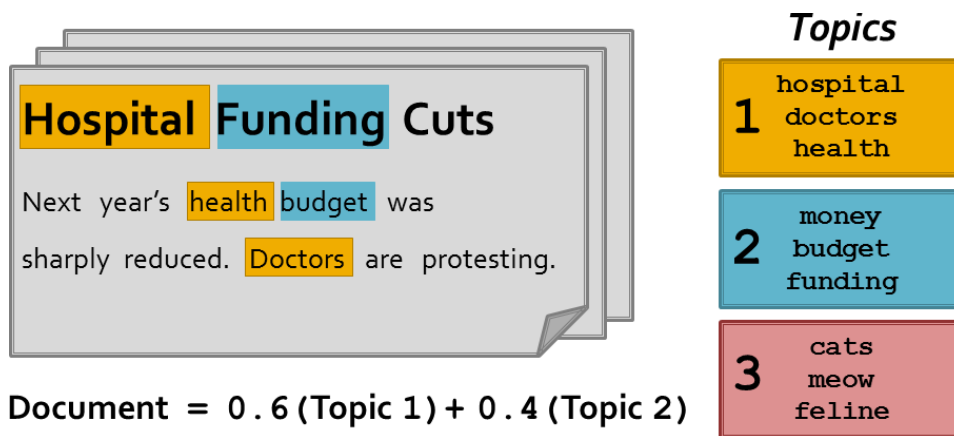 Hospital Funding Cuts
Next year’s health budget was
sharply reduced. Doctors are protesting.
Document = 0.6(Topic 1)+ 0.4(Topic 2)
Topics
1
hospital
doctors
health
2
money
budget
funding
3
cats
meow
feline